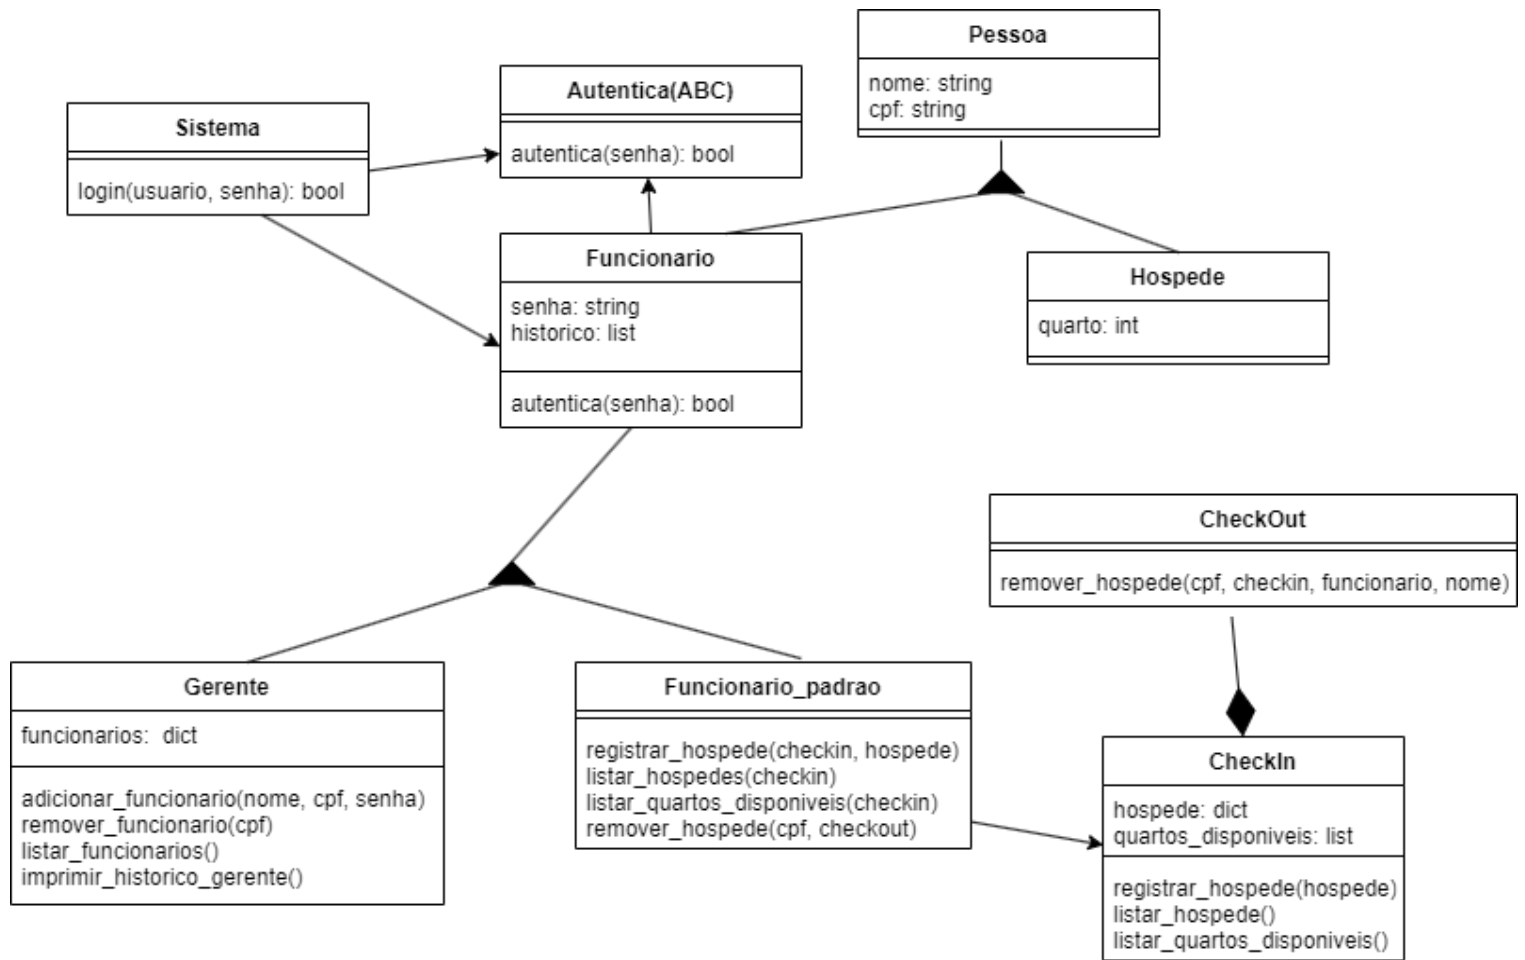 Pessoa
nome: string
cpf: string
Autentica(ABC)
autentica(senha): bool
Sistema
login(usuario, senha): bool
Funcionario
senha: string
historico: list
autentica(senha): bool
Hospede
quarto: int
CheckOut
remover_hospede(cpf, checkin, funcionario, nome)
Gerente
funcionarios:  dict
adicionar_funcionario(nome, cpf, senha)
remover_funcionario(cpf)
listar_funcionarios()
imprimir_historico_gerente()
Funcionario_padrao
registrar_hospede(checkin, hospede)
listar_hospedes(checkin)
listar_quartos_disponiveis(checkin)
remover_hospede(cpf, checkout)
CheckIn
hospede: dict
quartos_disponiveis: list
registrar_hospede(hospede)
listar_hospede()
listar_quartos_disponiveis()